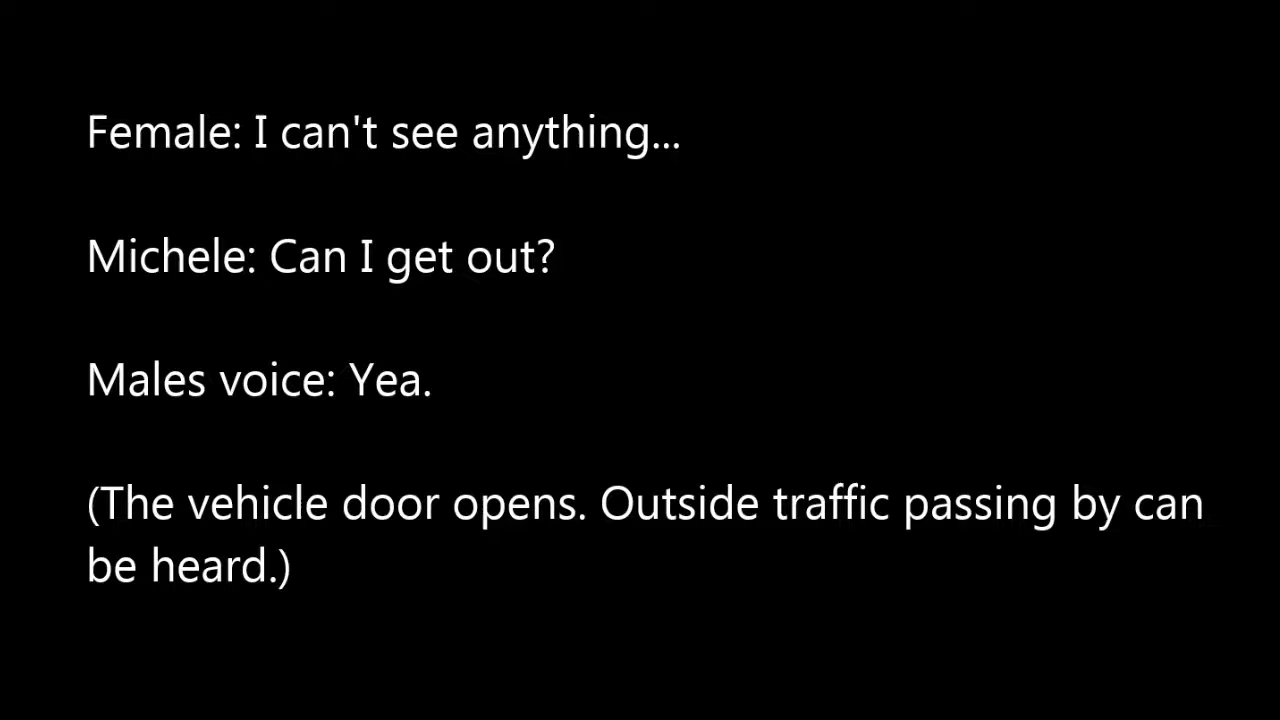 Female: I can't see anything...
Michele: Can I get out?
Males voice: Yea.
(The vehicle door opens. Outside traffic passing by can
be heard.)